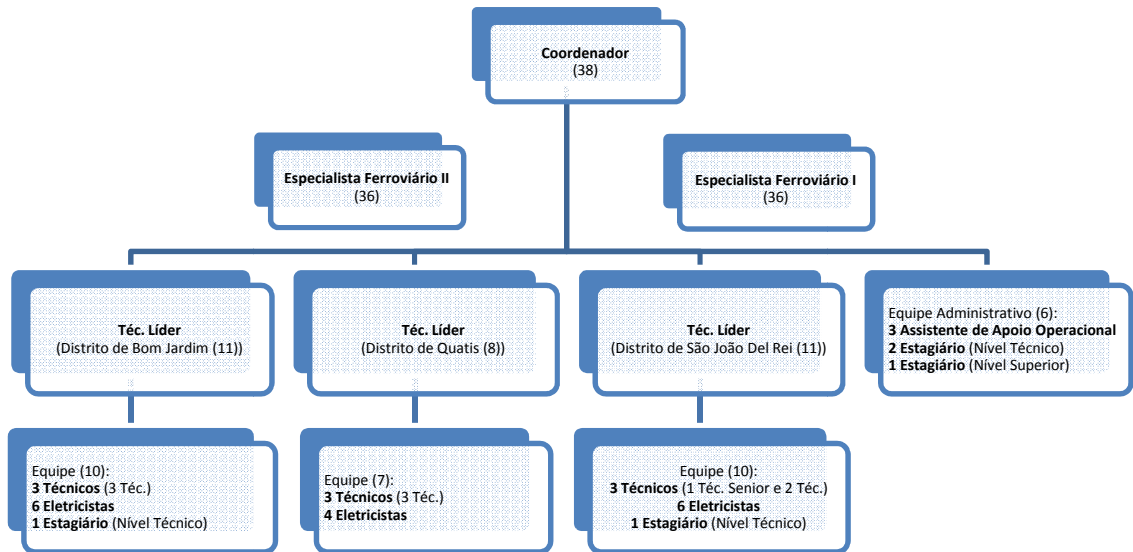 Coordenador
(38)
Especialista Ferroviário II
(36)
Especialista Ferroviário I
(36)
Téc. Líder
(Distrito de Bom Jardim (11))
Téc. Líder
(Distrito de Quatis (8))
Téc. Líder
(Distrito de São João Del Rei (11))
Equipe Administrativo (6):
3 Assistente de Apoio Operacional
2 Estagiário (Nível Técnico)
1 Estagiário (Nível Superior)
Equipe (10):
3 Técnicos (3 Téc.)
6 Eletricistas
1 Estagiário (Nível Técnico)
Equipe (7):
3 Técnicos (3 Téc.)
4 Eletricistas
Equipe (10):
3 Técnicos (1 Téc. Senior e 2 Téc.)
6 Eletricistas
1 Estagiário (Nível Técnico)